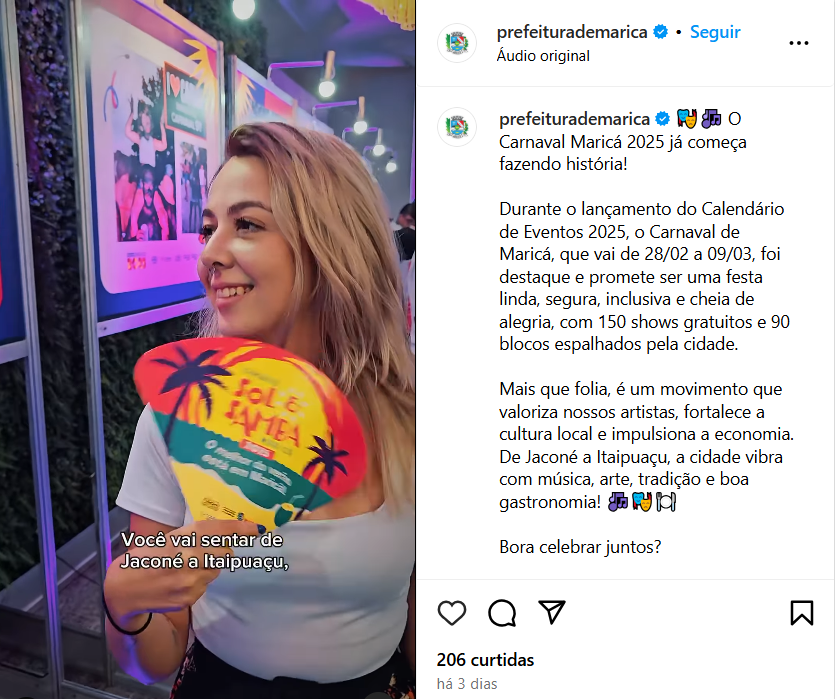 prefeiturademarica • Seguir
Áudio original
prefeiturademarica 🎭🎶 O
Carnaval Maricá 2025 já começa
fazendo história!
Durante o lançamento do Calendário
de Eventos 2025, o Carnaval de
Maricá, que vai de 28/02 a 09/03, foi
destaque e promete ser uma festa
linda, segura, inclusiva e cheia de
alegria, com 150 shows gratuitos e 90
blocos espalhados pela cidade.
Mais que folia, é um movimento que
valoriza nossos artistas, fortalece a
cultura local e impulsiona a economia.
De Jaconé a Itaipuaçu, a cidade vibra
com música, arte, tradição e boa
gastronomia! 🎶🎭🍽️
Bora celebrar juntos?
206 curtidas
há 3 dias
SOL &
SAMBA
2025
O melhor do verão
está em Maricá!
Você vai sentar de
Jaconé a Itaipuaçu,